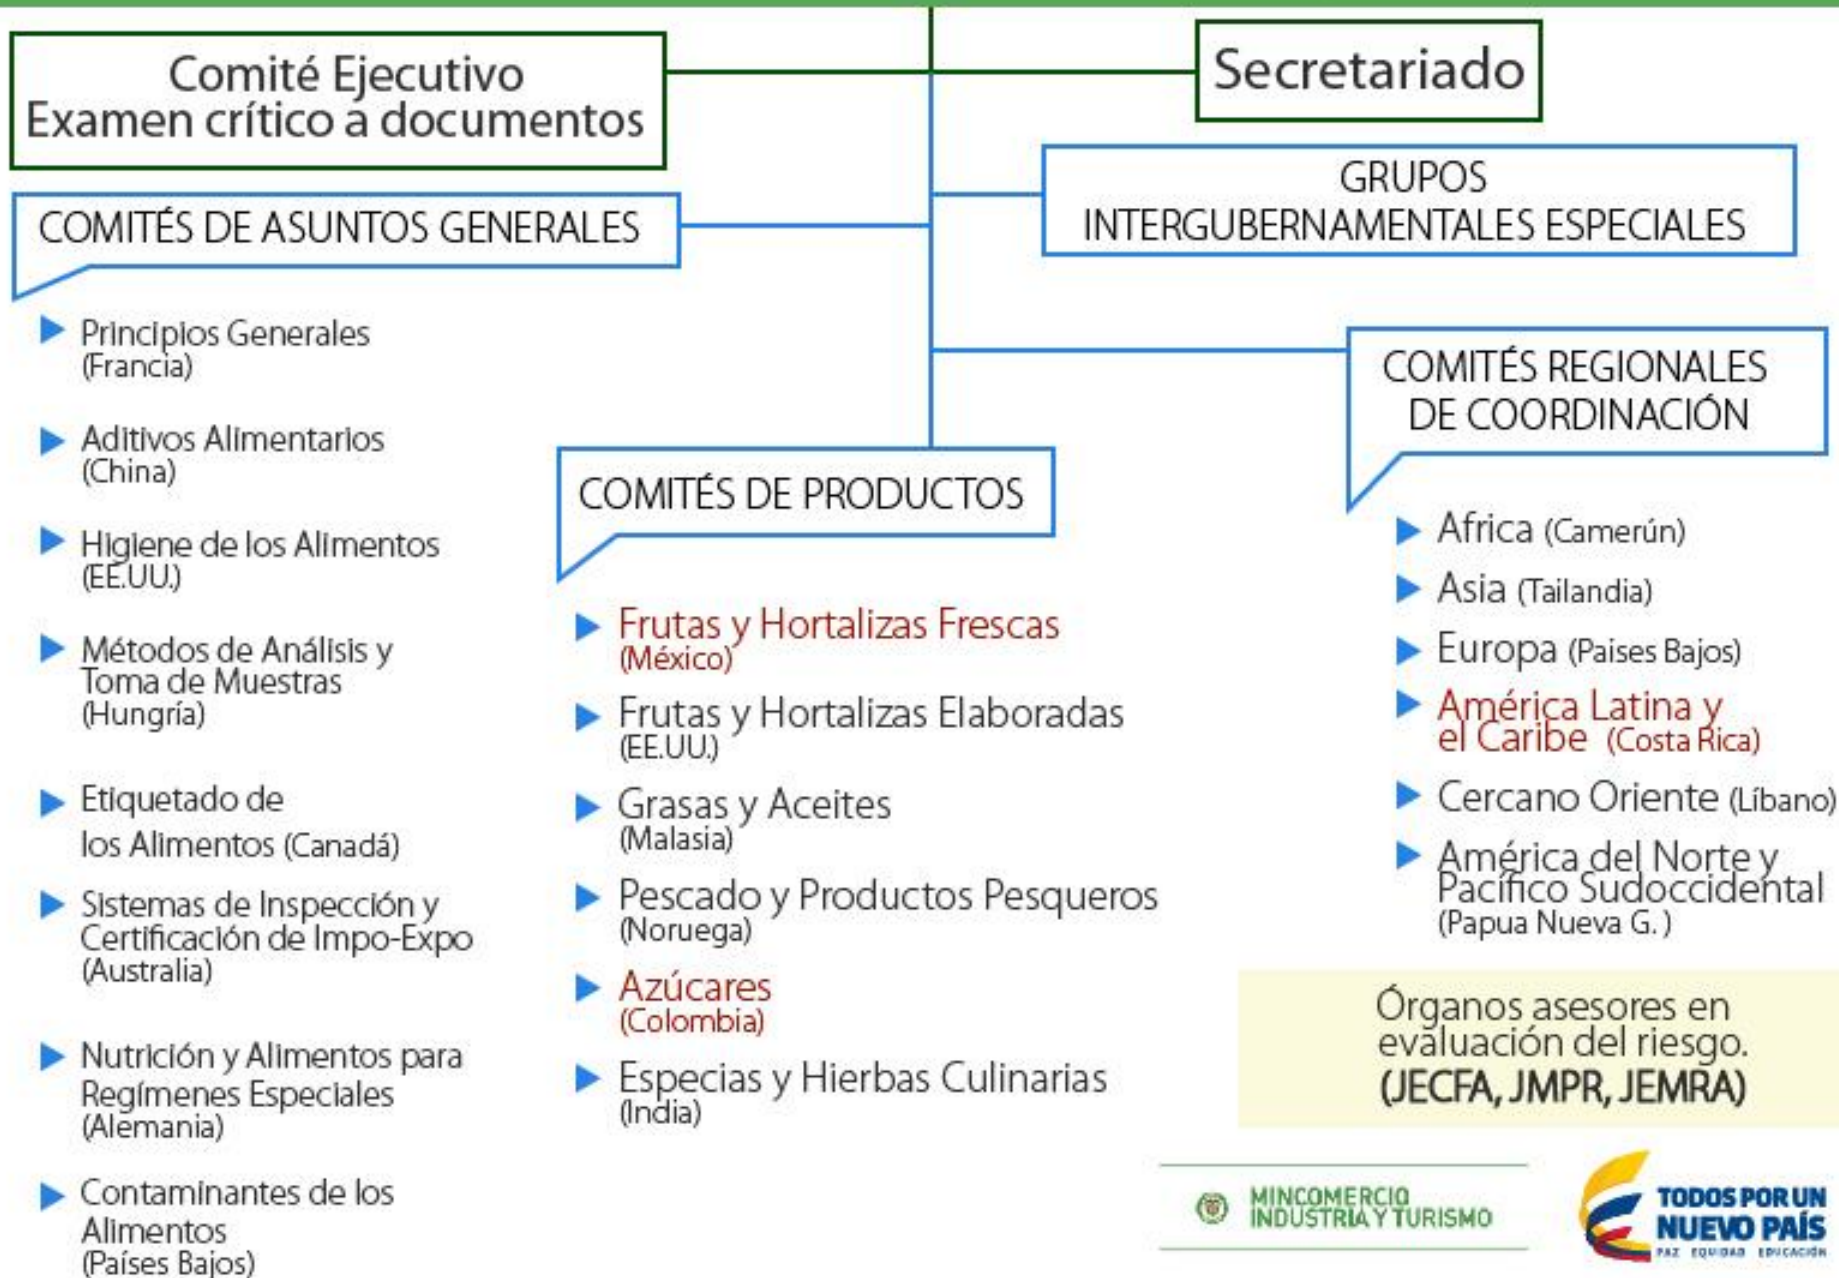 Comité Ejecutivo
Examen crítico a documentos
Secretariado
GRUPOS
INTERGUBERNAMENTALES ESPECIALES
COMITÉS DE ASUNTOS GENERALES
Principios Generales
(Francia)
Aditivos Alimentarios
(China)
Higiene de los Alimentos
(EE.UU.)
Métodos de Análisis y
Toma de Muestras
(Hungría)
Etiquetado de
los Alimentos (Canadá)
Sistemas de Inspección y
Certificación de Impo-Expo
(Australia)
Nutrición y Alimentos para
Regímenes Especiales
(Alemania)
Contaminantes de los
Alimentos
(Países Bajos)
COMITÉS DE PRODUCTOS
Frutas y Hortalizas Frescas
(México)
Frutas y Hortalizas Elaboradas
(EE.UU.)
Grasas y Aceites
(Malasia)
Pescado y Productos Pesqueros
(Noruega)
Azúcares
(Colombia)
Especias y Hierbas Culinarias
(India)
COMITÉS REGIONALES
DE COORDINACIÓN
Africa (Camerún)
Asia (Tailandia)
Europa (Paises Bajos)
América Latina y
el Caribe (Costa Rica)
Cercano Oriente (Líbano)
América del Norte y
Pacífico Sudoccidental
(Papua Nueva G. )
Órganos asesores en
evaluación del riesgo.
(JECFA, JMPR, JEMRA)
MINCOMERCIO
INDUSTRIA Y TURISMO
TODOS POR UN
NUEVO PAÍS
PAZ EQUIDAD EDUCACIÓN